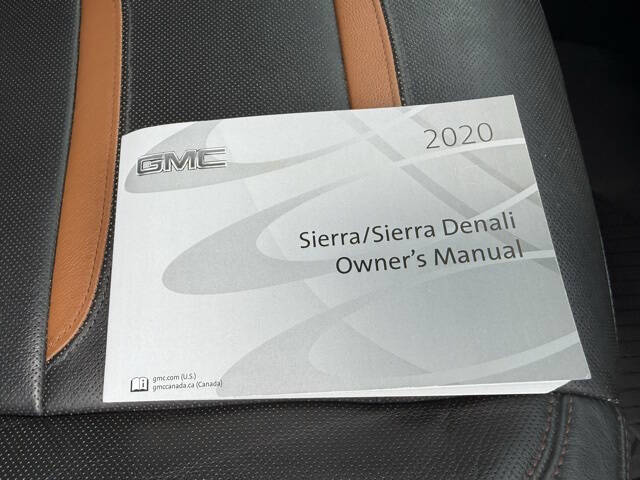 GMC
2020
Sierra/Sierra Denali
Owner's Manual
gmc.com (U.S.)
gmccanada.ca (Canada)